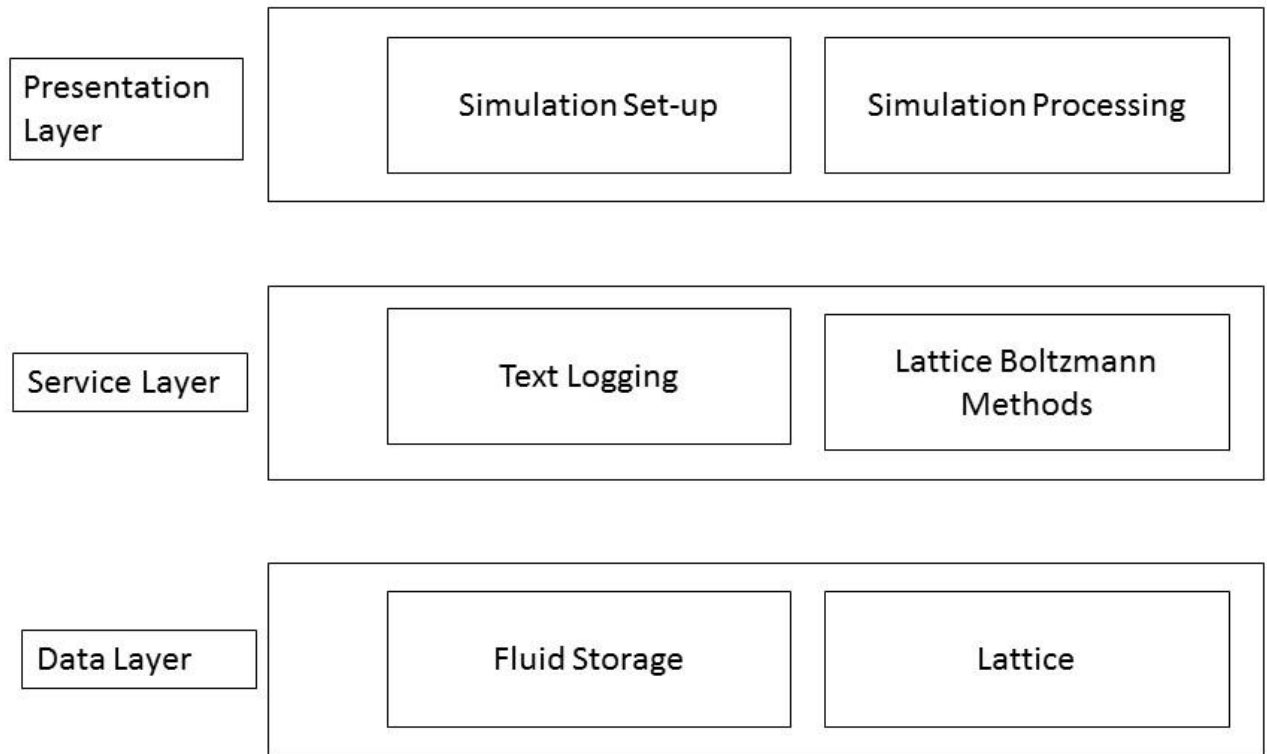 Presentation
Layer
Simulation Set-up
Simulation Processing
Service Layer
Text Logging
Lattice Boltzmann
Methods
Data Layer
Fluid Storage
Lattice